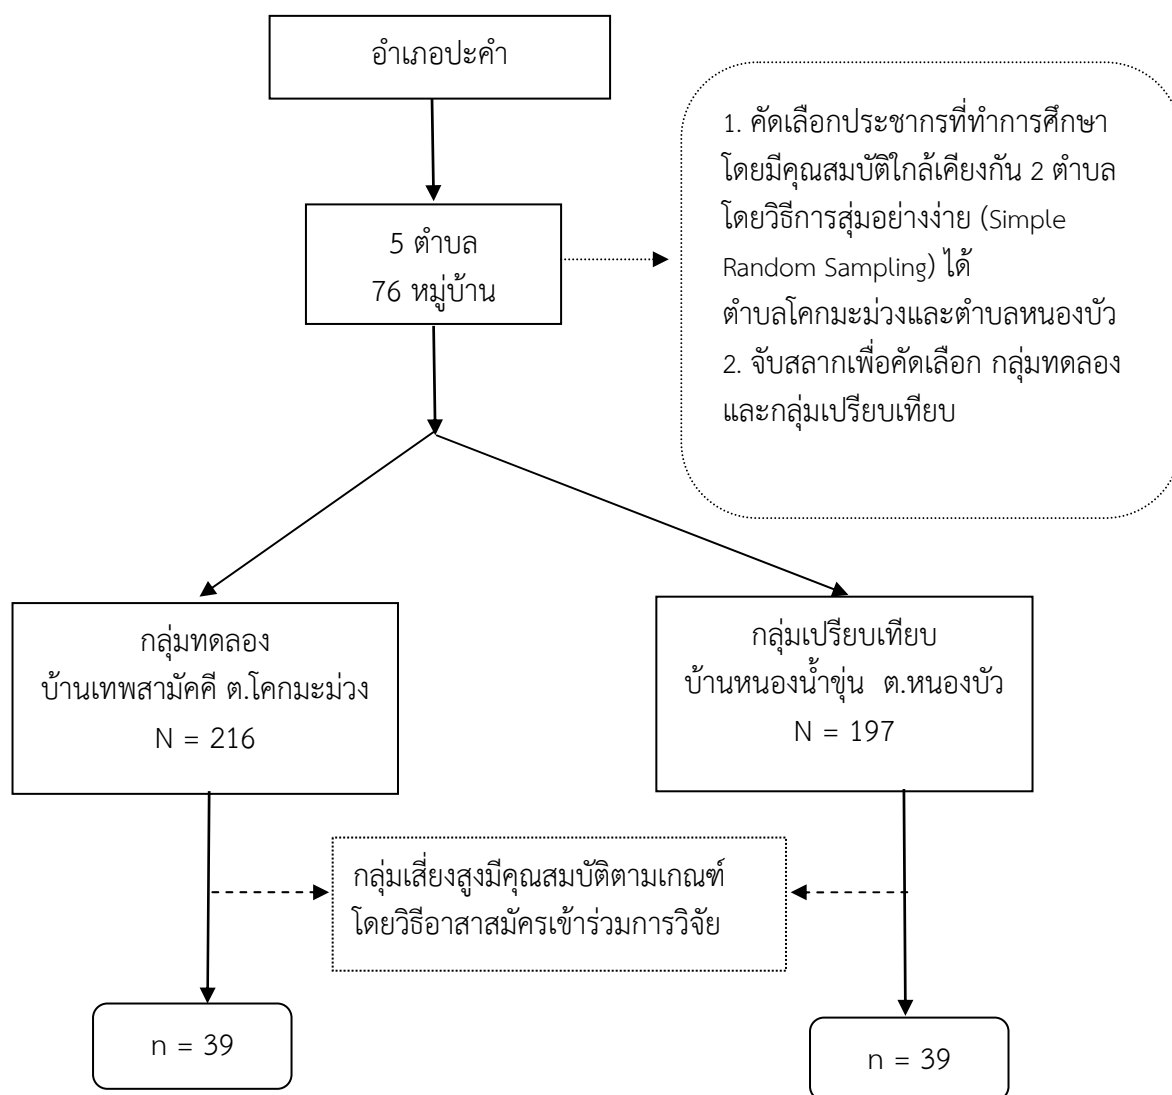 อำเภอปะคำ
5 ตำบล
76 หมู่บ้าน
1. คัดเลือกประชากรที่ทำการศึกษา
โดยมีคุณสมบัติใกล้เคียงกัน 2 ตำบล
โดยวิธีการสุ่มอย่างง่าย (Simple
Random Sampling) ได้
ตำบลโคกมะม่วงและตำบลหนองบัว
2. จับสลากเพื่อคัดเลือก กลุ่มทดลอง
และกลุ่มเปรียบเทียบ
กลุ่มทดลอง
บ้านเทพสามัคคี ต.โคกมะม่วง
N = 216
กลุ่มเปรียบเทียบ
บ้านหนองน้ำขุ่น ต.หนองบัว
N = 197
กลุ่มเสี่ยงสูงมีคุณสมบัติตามเกณฑ์
โดยวิธีอาสาสมัครเข้าร่วมการวิจัย
n = 39
n = 39